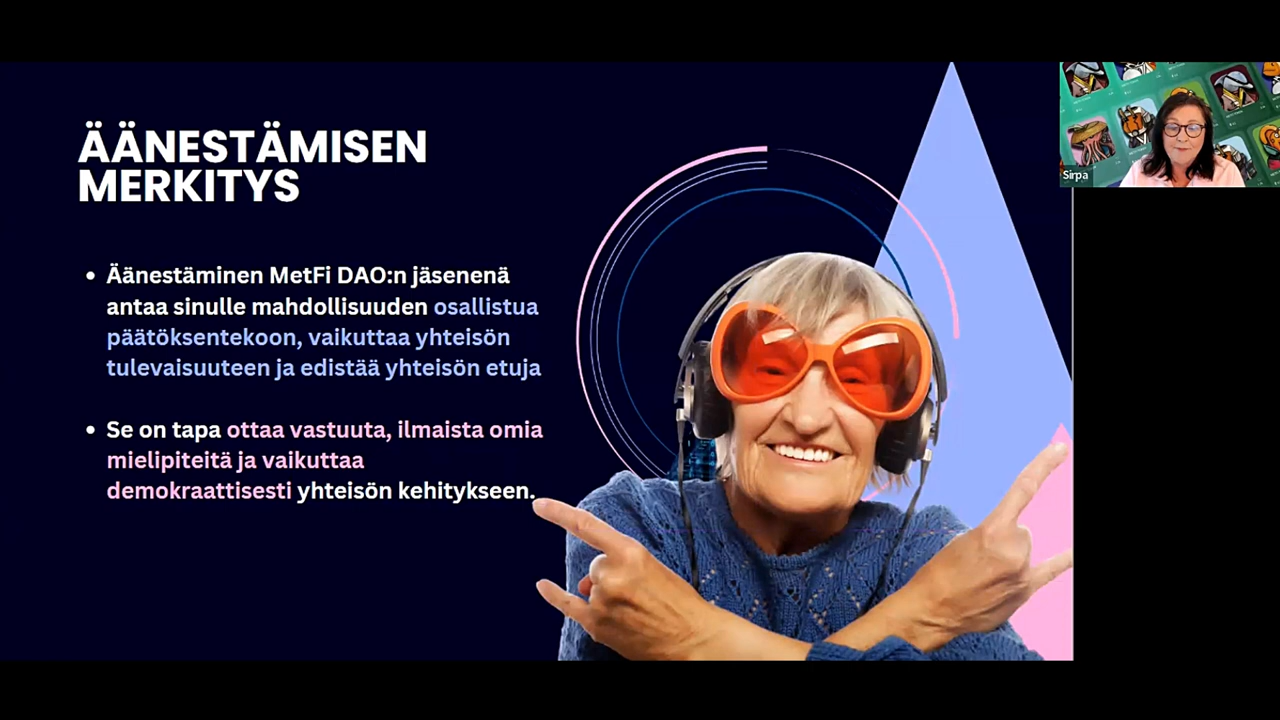 ÄÄNESTÄMISEN
MERKITYS
• Äänestäminen MetFi DAO:n jäsenenä
antaa sinulle mahdollisuuden osallistua
päätöksentekoon, vaikuttaa yhteisön
tulevaisuuteen ja edistää yhteisön etuja
• Se on tapa ottaa vastuuta, ilmaista omia
mielipiteitä ja vaikuttaa
demokraattisesti yhteisön kehitykseen.
Sirpa